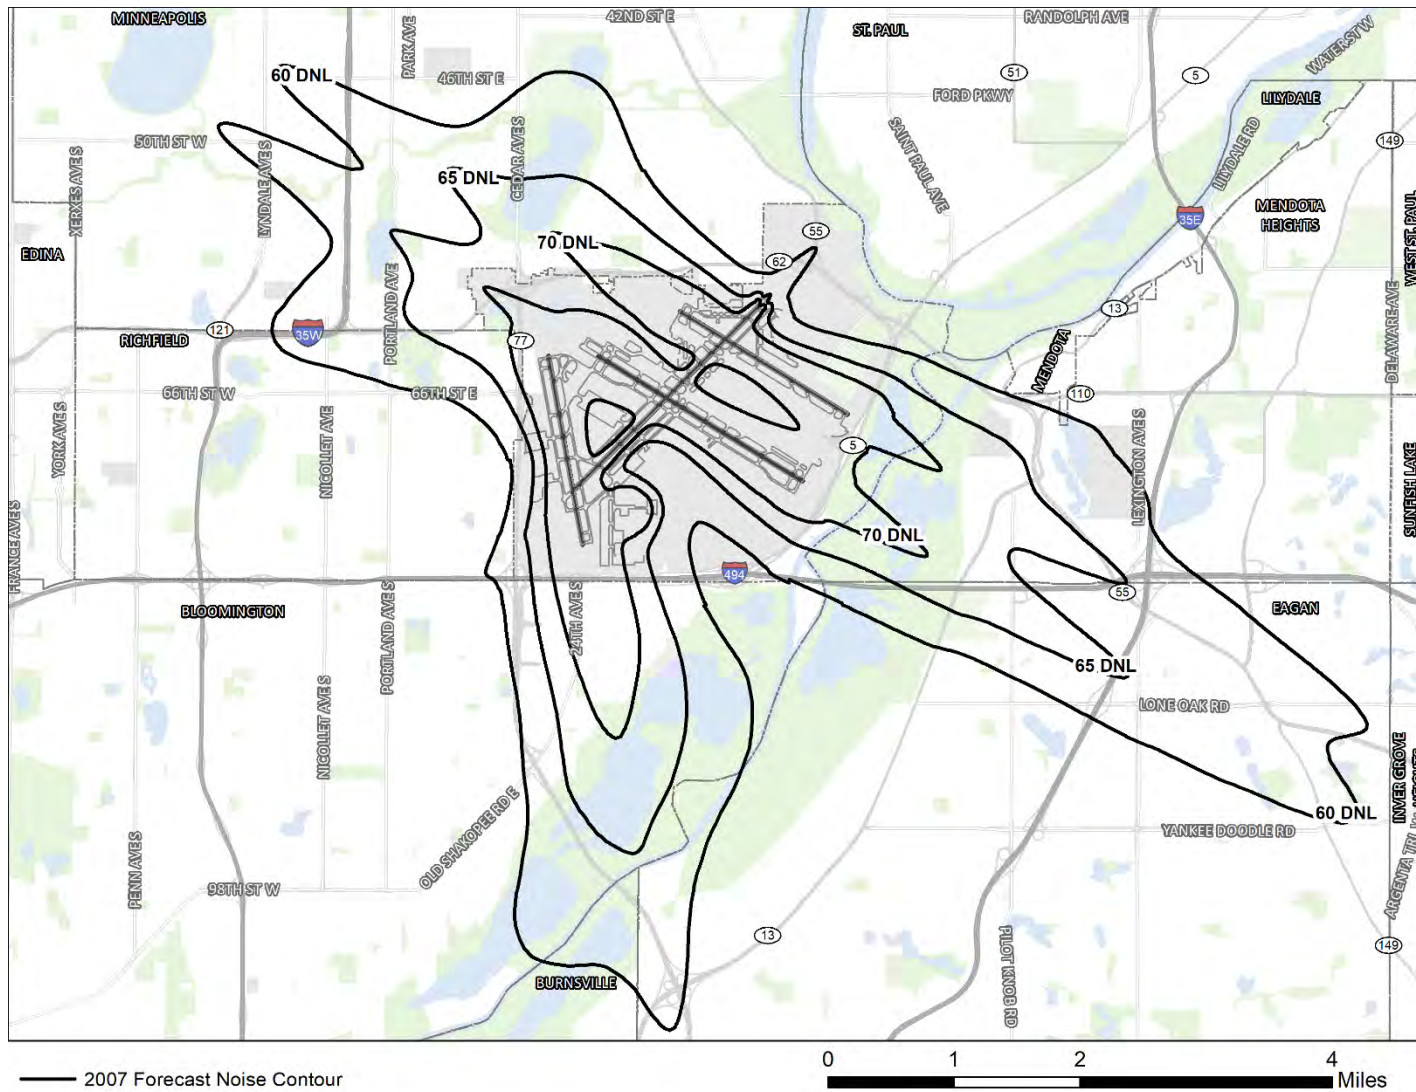 MINNEAPOLIS
42ND ST E
RANDOLPH AVE
ST. PAUL
PARK AVE
WATER ST W
60 DNL
46TH ST E
51
5
FORD PKWY
LILYDALE
50TH ST W
CEDAR AVE S
SAINT PAUL AVE
LILYDALE RD
149
65 DNL
XERXES AVE S
LYNDALE AVE S
MENDOTA
HEIGHTS
35E
WEST ST. PAUL
EDINA
70 DNL
55
62
PORTLAND AVE
13
121
35W
RICHFIELD
77
MENDOTA
DELAWARE AVE
66TH ST W
66TH ST E
110
YORK AVE S
NICOLLET AVE
5
LEXINGTON AVE S
SUNFISH LAKE
FRANCE AVE S
70 DNL
494
55
BLOOMINGTON
PORTLAND AVE S
24TH AVE S
EAGAN
65 DNL
LONE OAK RD
NICOLLET AVE S
INVER GROVE
60 DNL
YANKEE DOODLE RD
OLD SHAKOPEE RD E
PENN AVE S
98TH ST W
ARGENTA TRL
13
PILOT KNOB RD
149
BURNSVILLE
2007 Forecast Noise Contour
0 1 2 4
Miles